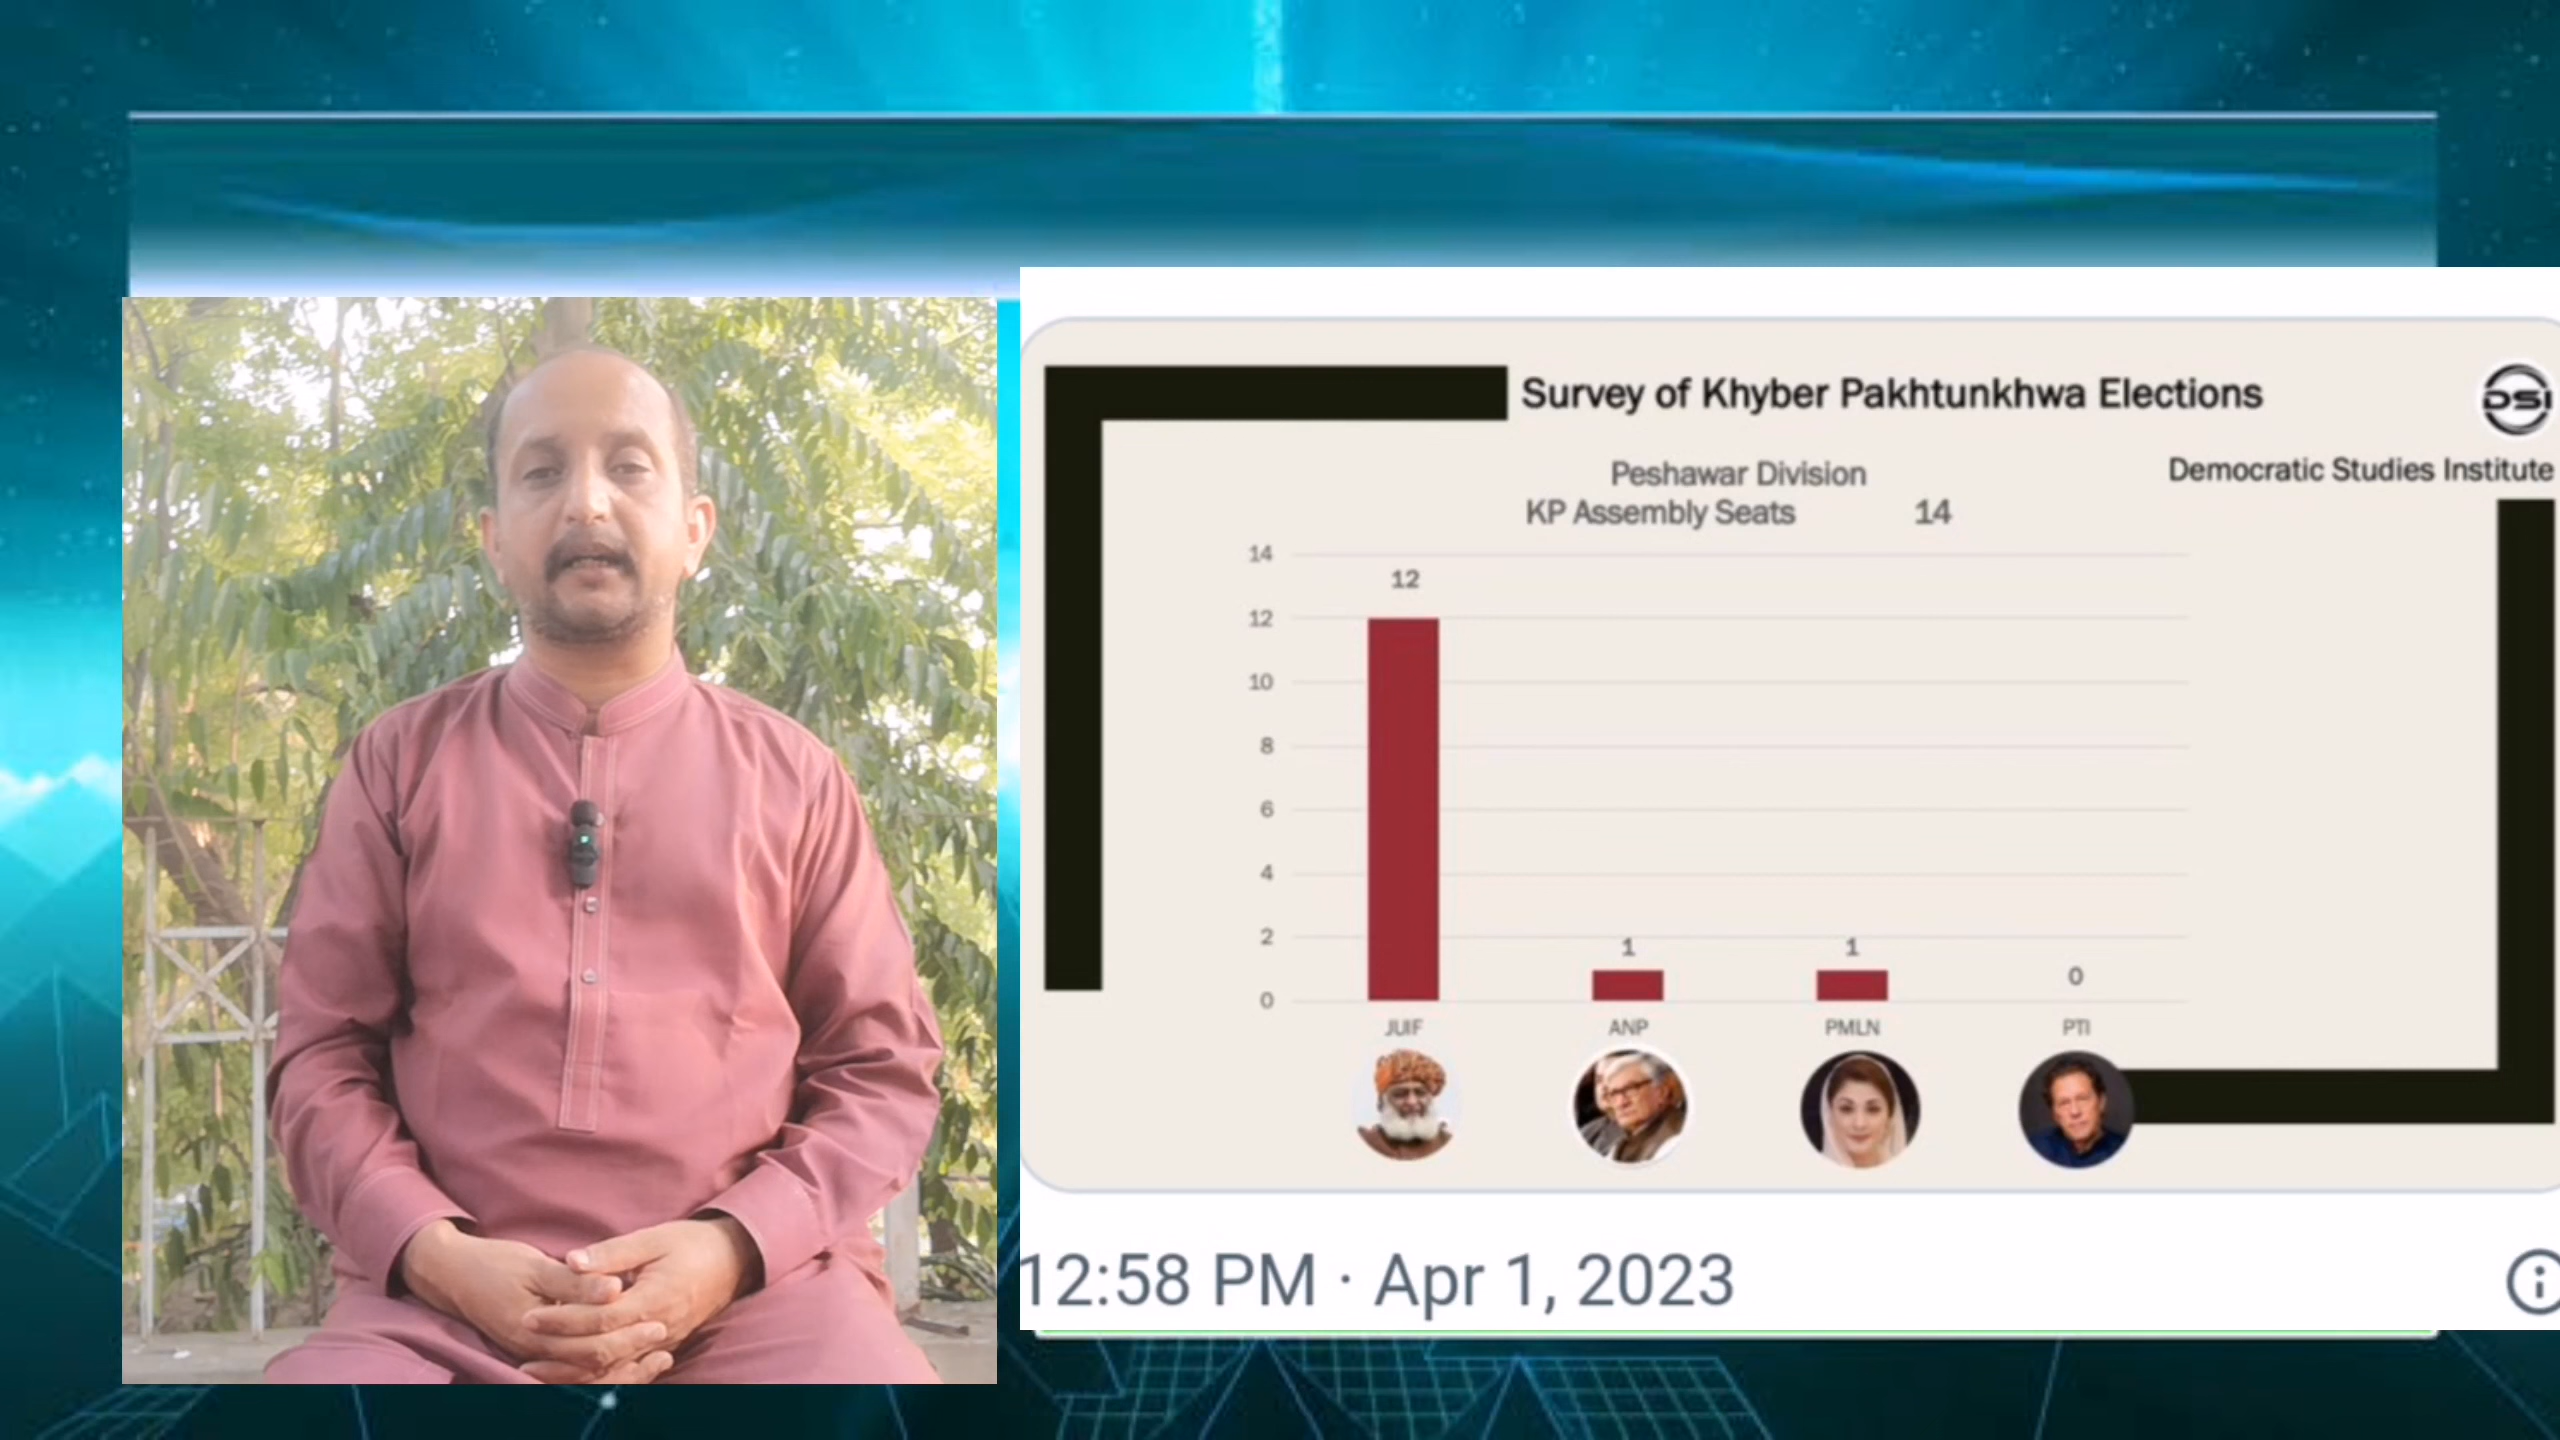 Survey of Khyber Pakhtunkhwa Elections
DSI
Democratic Studies Institute
Peshawar Division
KP Assembly Seats 14
14
12
10
8
6
4
2
0
12
1
1
0
JUIF
ANP
PMLN
PTI
12:58 PM · Apr 1, 2023